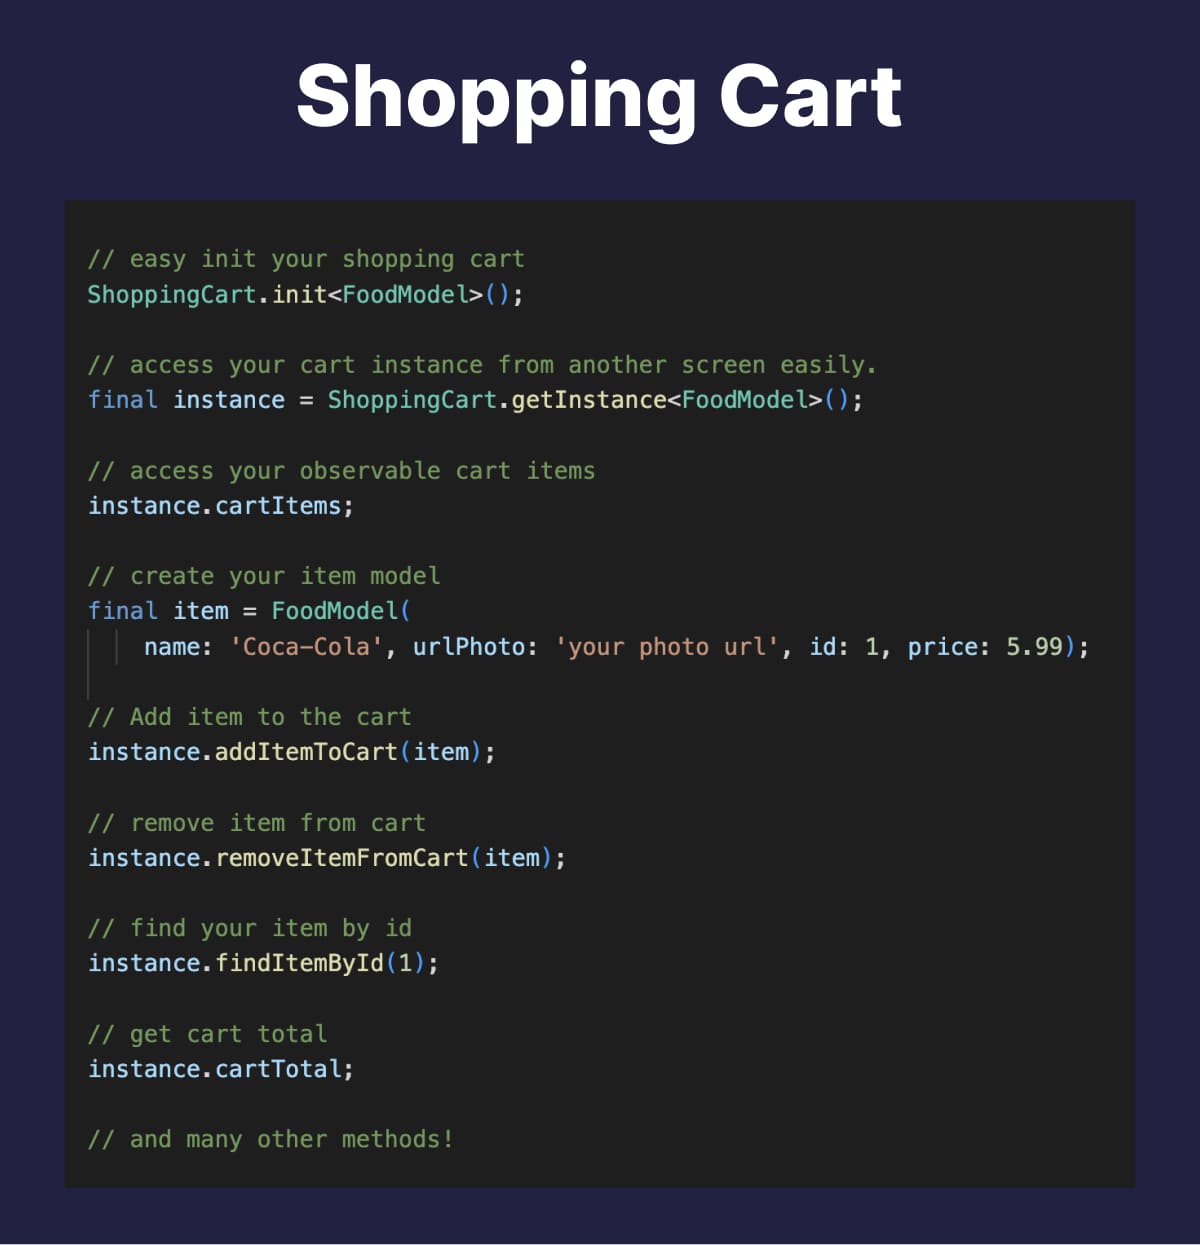 Shopping Cart
// easy init your shopping cart
ShoppingCart.init<FoodModel>();
// access your cart instance from another screen easily.
final instance = ShoppingCart.getInstance<FoodModel>();
// access your observable cart items
instance.cartItems;
// create your item model
final item = FoodModel(
name: 'Coca-Cola', urlPhoto: 'your photo url', id: 1, price: 5.99);
// Add item to the cart
instance.addItemToCart(item);
// remove item from cart
instance.removeItemFromCart(item);
// find your item by id
instance.findItemById(1);
// get cart total
instance.cartTotal;
// and many other methods!